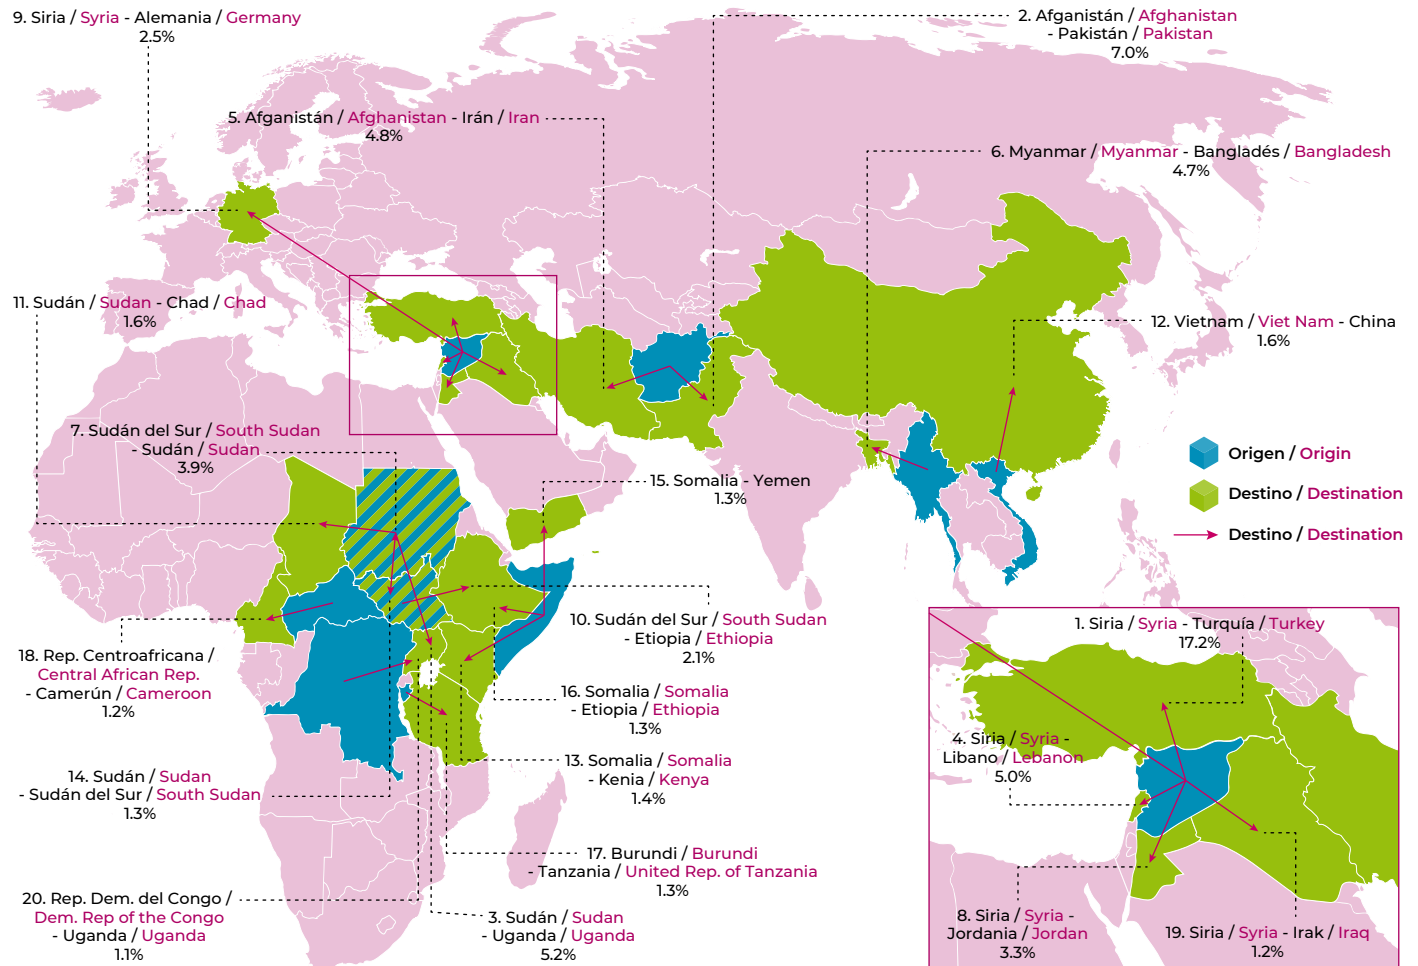 9. Siria / Syria - Alemania / Germany
2.5%
2. Afganistán / Afghanistan
- Pakistán / Pakistan
7.0%
5. Afganistán / Afghanistan - Irán / Iran
4.8%
6. Myanmar / Myanmar - Bangladés / Bangladesh
4.7%
11. Sudán / Sudan - Chad / Chad
1.6%
12. Vietnam / Viet Nam - China
1.6%
7. Sudán del Sur / South Sudan
- Sudán / Sudan
3.9%
15. Somalia - Yemen
1.3%
Origen / Origin
Destino / Destination
Destino / Destination
10. Sudán del Sur / South Sudan
- Etiopia / Ethiopia
2.1%
18. Rep. Centroafricana /
Central African Rep.
- Camerún / Cameroon
1.2%
16. Somalia / Somalia
- Etiopia / Ethiopia
1.3%
13. Somalia / Somalia
- Kenia / Kenya
1.4%
14. Sudán / Sudan
- Sudán del Sur / South Sudan
1.3%
17. Burundi / Burundi
- Tanzania / United Rep. of Tanzania
1.3%
20. Rep. Dem. del Congo /
Dem. Rep of the Congo
- Uganda / Uganda
1.1%
3. Sudán / Sudan
- Uganda / Uganda
5.2%
1. Siria / Syria - Turquía / Turkey
17.2%
4. Siria / Syria -
Libano / Lebanon
5.0%
8. Siria / Syria -
Jordania / Jordan
3.3%
19. Siria / Syria - Irak / Iraq
1.2%